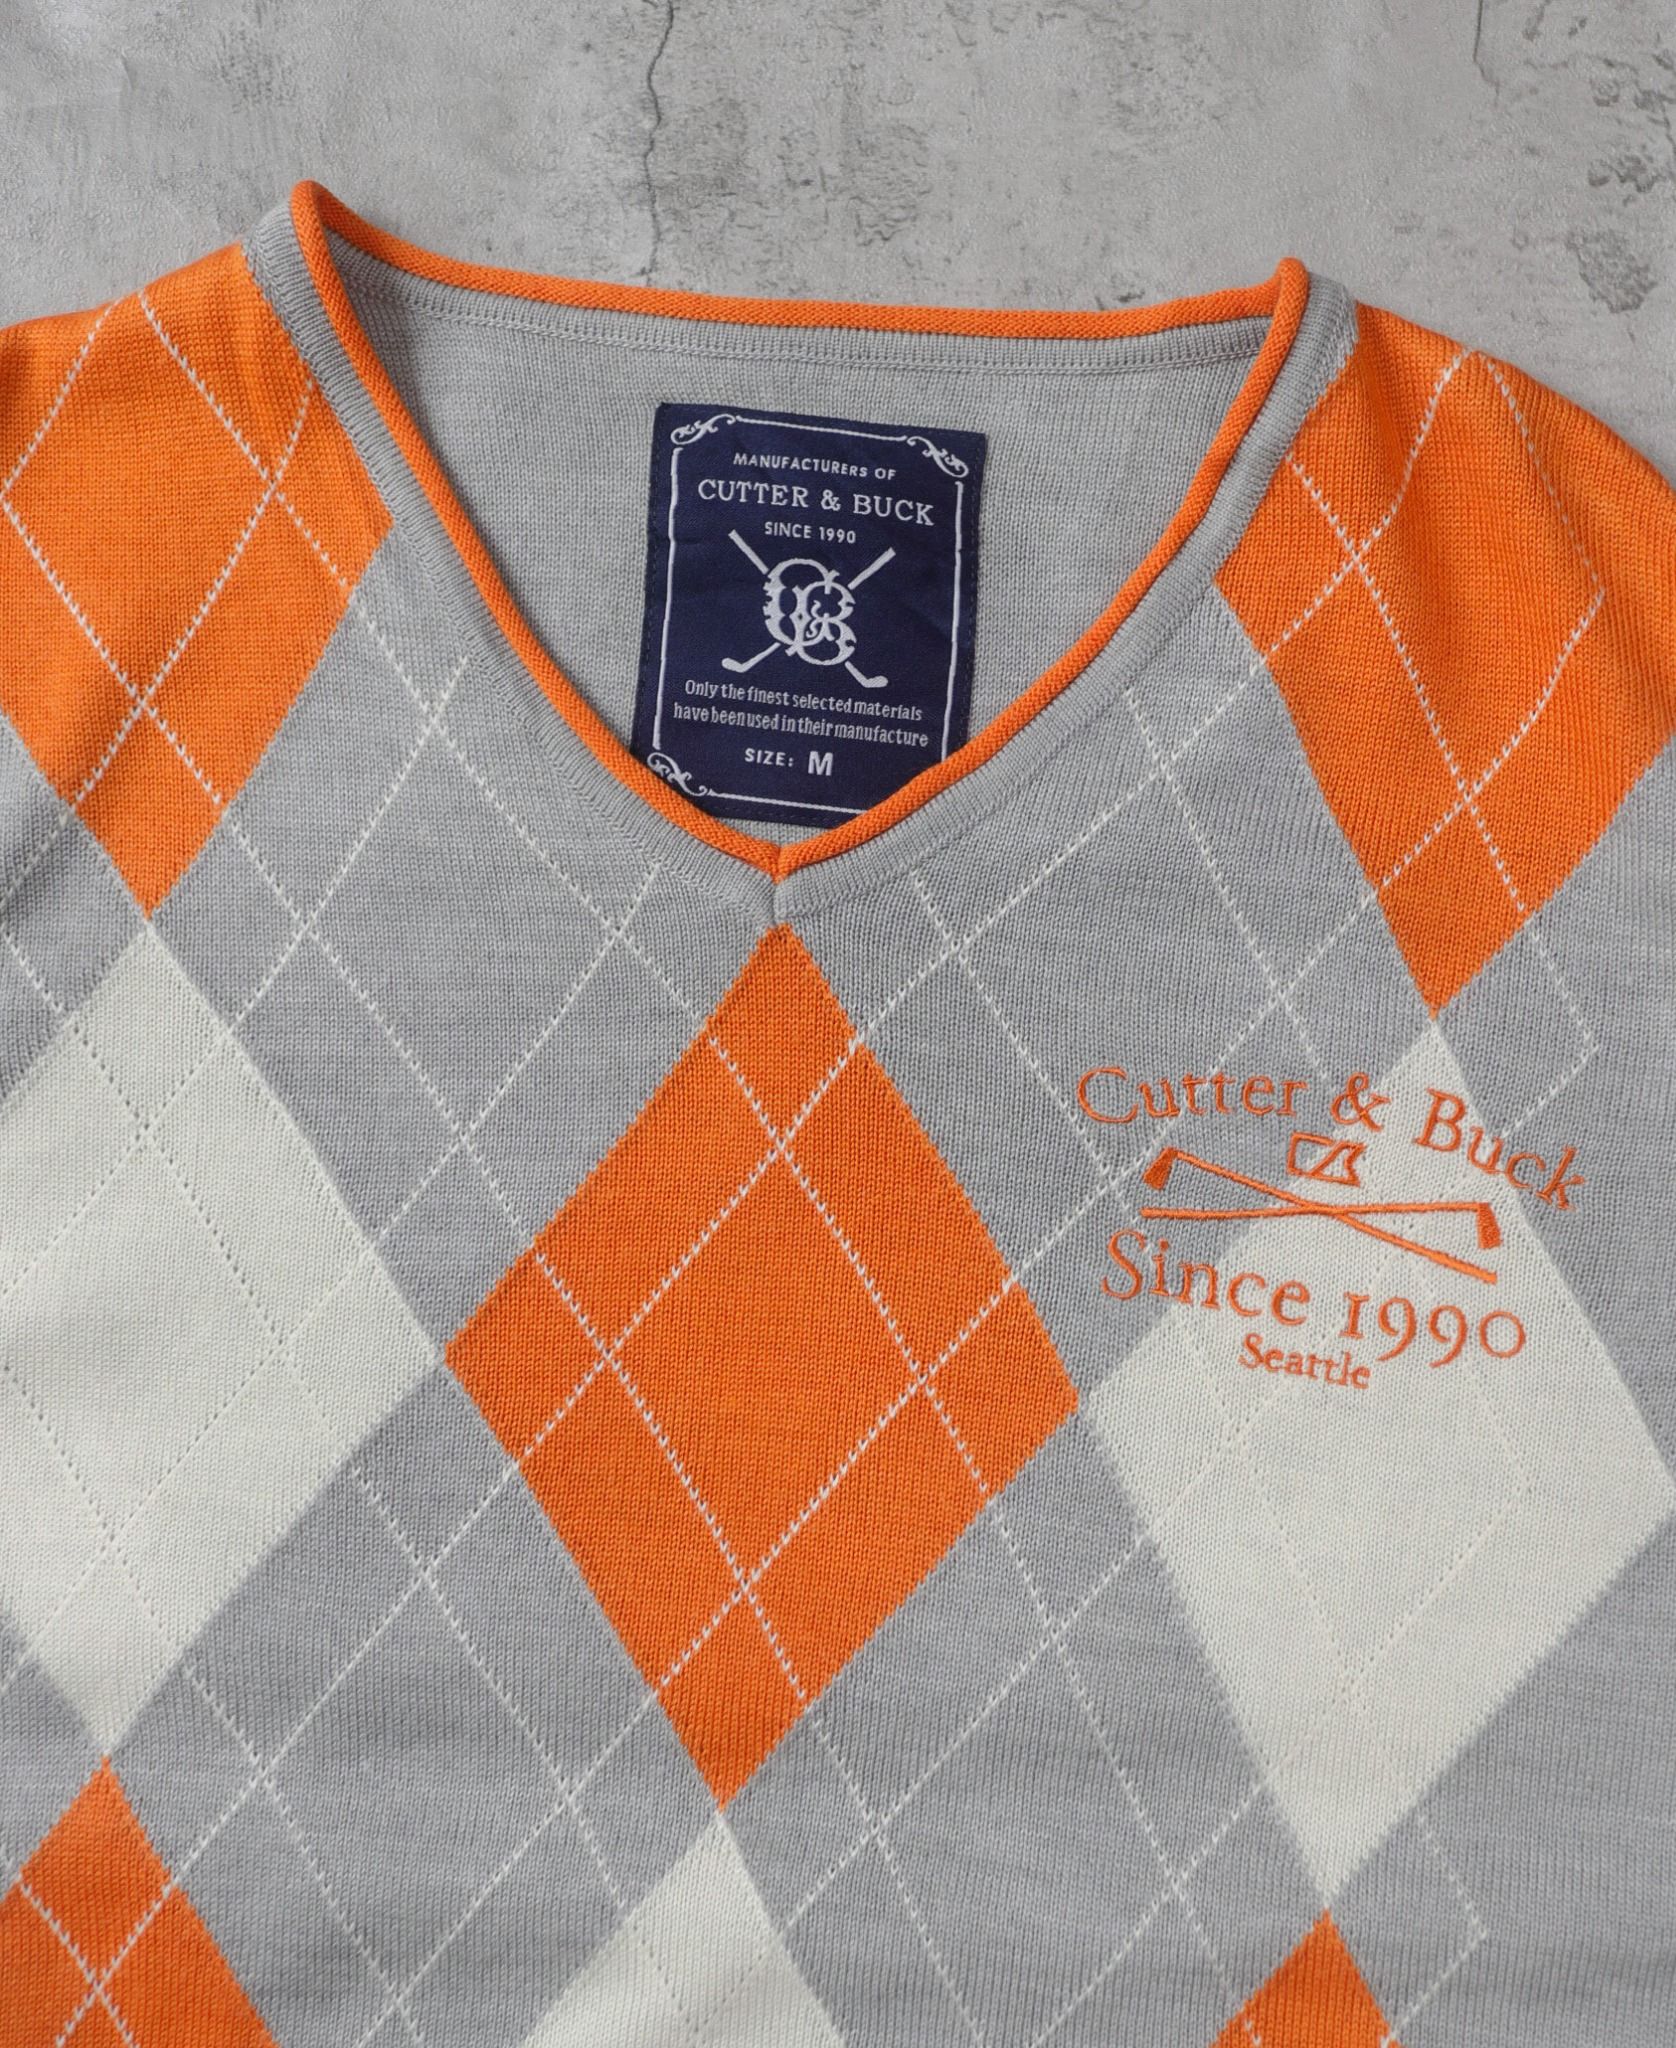 MANUFACTURERS OF
CUTTER & BUCK
SINCE 1990
C&B
Only the finest selected materials
have been used in their manufacture
SIZE: M
Cutter & Buck
Since 1990
Seattle